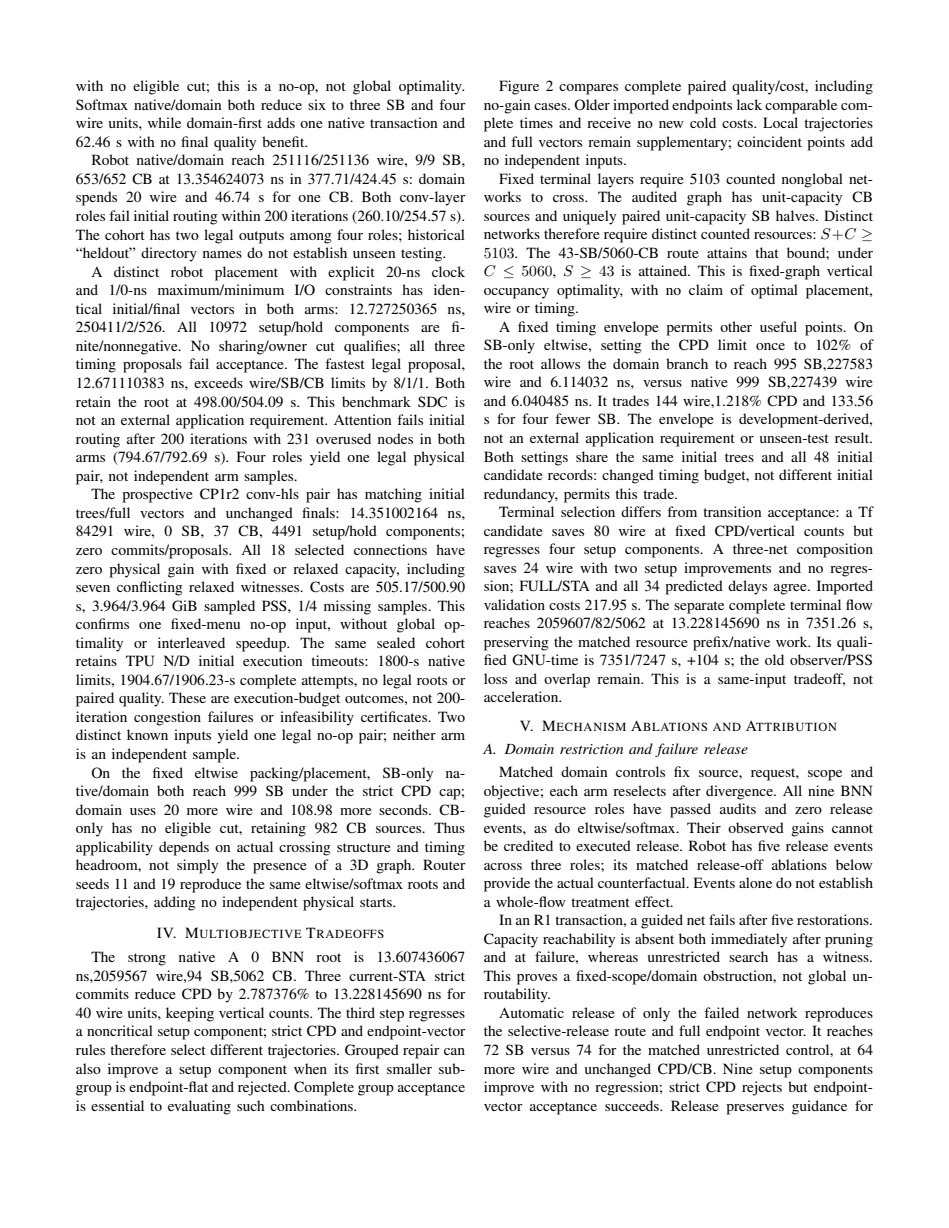 with no eligible cut; this is a no-op, not global optimality.
Softmax native/domain both reduce six to three SB and four
wire units, while domain-first adds one native transaction and
62.46 s with no final quality benefit.
Robot native/domain reach 251116/251136 wire, 9/9 SB,
653/652 CB at 13.354624073 ns in 377.71/424.45 s: domain
spends 20 wire and 46.74 s for one CB. Both conv-layer
roles fail initial routing within 200 iterations (260.10/254.57 s).
The cohort has two legal outputs among four roles; historical
“heldout” directory names do not establish unseen testing.
A distinct robot placement with explicit 20-ns clock
and 1/0-ns maximum/minimum I/O constraints has iden-
tical initial/final vectors in both arms: 12.727250365 ns,
250411/2/526. All 10972 setup/hold components are fi-
nite/nonnegative. No sharing/owner cut qualifies; all three
timing proposals fail acceptance. The fastest legal proposal,
12.671110383 ns, exceeds wire/SB/CB limits by 8/1/1. Both
retain the root at 498.00/504.09 s. This benchmark SDC is
not an external application requirement. Attention fails initial
routing after 200 iterations with 231 overused nodes in both
arms (794.67/792.69 s). Four roles yield one legal physical
pair, not independent arm samples.
The prospective CP1r2 conv-hls pair has matching initial
trees/full vectors and unchanged finals: 14.351002164 ns,
84291 wire, 0 SB, 37 CB, 4491 setup/hold components;
zero commits/proposals. All 18 selected connections have
zero physical gain with fixed or relaxed capacity, including
seven conflicting relaxed witnesses. Costs are 505.17/500.90
s, 3.964/3.964 GiB sampled PSS, 1/4 missing samples. This
confirms one fixed-menu no-op input, without global op-
timality or interleaved speedup. The same sealed cohort
retains TPU N/D initial execution timeouts: 1800-s native
limits, 1904.67/1906.23-s complete attempts, no legal roots or
paired quality. These are execution-budget outcomes, not 200-
iteration congestion failures or infeasibility certificates. Two
distinct known inputs yield one legal no-op pair; neither arm
is an independent sample.
On the fixed eltwise packing/placement, SB-only na-
tive/domain both reach 999 SB under the strict CPD cap;
domain uses 20 more wire and 108.98 more seconds. CB-
only has no eligible cut, retaining 982 CB sources. Thus
applicability depends on actual crossing structure and timing
headroom, not simply the presence of a 3D graph. Router
seeds 11 and 19 reproduce the same eltwise/softmax roots and
trajectories, adding no independent physical starts.
IV. MULTIOBJECTIVE TRADEOFFS
The strong native A 0 BNN root is 13.607436067
ns,2059567 wire,94 SB,5062 CB. Three current-STA strict
commits reduce CPD by 2.787376% to 13.228145690 ns for
40 wire units, keeping vertical counts. The third step regresses
a noncritical setup component; strict CPD and endpoint-vector
rules therefore select different trajectories. Grouped repair can
also improve a setup component when its first smaller sub-
group is endpoint-flat and rejected. Complete group acceptance
is essential to evaluating such combinations.
Figure 2 compares complete paired quality/cost, including
no-gain cases. Older imported endpoints lack comparable com-
plete times and receive no new cold costs. Local trajectories
and full vectors remain supplementary; coincident points add
no independent inputs.
Fixed terminal layers require 5103 counted nonglobal net-
works to cross. The audited graph has unit-capacity CB
sources and uniquely paired unit-capacity SB halves. Distinct
networks therefore require distinct counted resources: S+C ≥
5103. The 43-SB/5060-CB route attains that bound; under
C ≤ 5060, S ≥ 43 is attained. This is fixed-graph vertical
occupancy optimality, with no claim of optimal placement,
wire or timing.
A fixed timing envelope permits other useful points. On
SB-only eltwise, setting the CPD limit once to 102% of
the root allows the domain branch to reach 995 SB,227583
wire and 6.114032 ns, versus native 999 SB,227439 wire
and 6.040485 ns. It trades 144 wire,1.218% CPD and 133.56
s for four fewer SB. The envelope is development-derived,
not an external application requirement or unseen-test result.
Both settings share the same initial trees and all 48 initial
candidate records: changed timing budget, not different initial
redundancy, permits this trade.
Terminal selection differs from transition acceptance: a Tf
candidate saves 80 wire at fixed CPD/vertical counts but
regresses four setup components. A three-net composition
saves 24 wire with two setup improvements and no regres-
sion; FULL/STA and all 34 predicted delays agree. Imported
validation costs 217.95 s. The separate complete terminal flow
reaches 2059607/82/5062 at 13.228145690 ns in 7351.26 s,
preserving the matched resource prefix/native work. Its quali-
fied GNU-time is 7351/7247 s, +104 s; the old observer/PSS
loss and overlap remain. This is a same-input tradeoff, not
acceleration.
V. MECHANISM ABLATIONS AND ATTRIBUTION
A. Domain restriction and failure release
Matched domain controls fix source, request, scope and
objective; each arm reselects after divergence. All nine BNN
guided resource roles have passed audits and zero release
events, as do eltwise/softmax. Their observed gains cannot
be credited to executed release. Robot has five release events
across three roles; its matched release-off ablations below
provide the actual counterfactual. Events alone do not establish
a whole-flow treatment effect.
In an R1 transaction, a guided net fails after five restorations.
Capacity reachability is absent both immediately after pruning
and at failure, whereas unrestricted search has a witness.
This proves a fixed-scope/domain obstruction, not global un-
routability.
Automatic release of only the failed network reproduces
the selective-release route and full endpoint vector. It reaches
72 SB versus 74 for the matched unrestricted control, at 64
more wire and unchanged CPD/CB. Nine setup components
improve with no regression; strict CPD rejects but endpoint-
vector acceptance succeeds. Release preserves guidance for